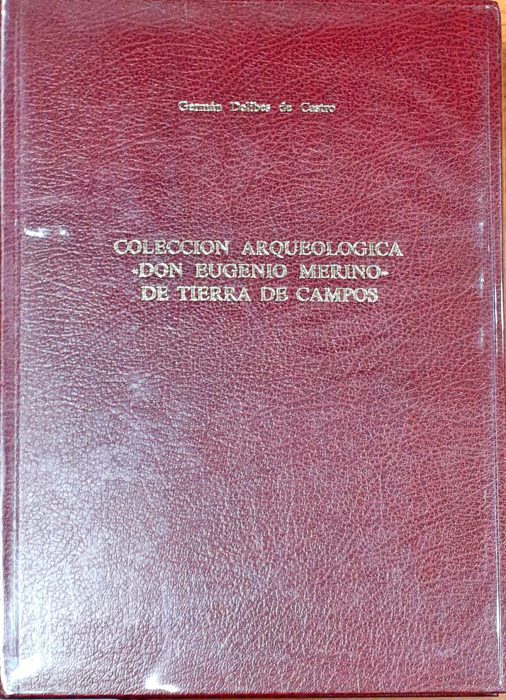 Germán Delibes de Castro
COLECCION ARQUEOLOGICA
«DON EUGENIO MERINO»
DE TIERRA DE CAMPOS